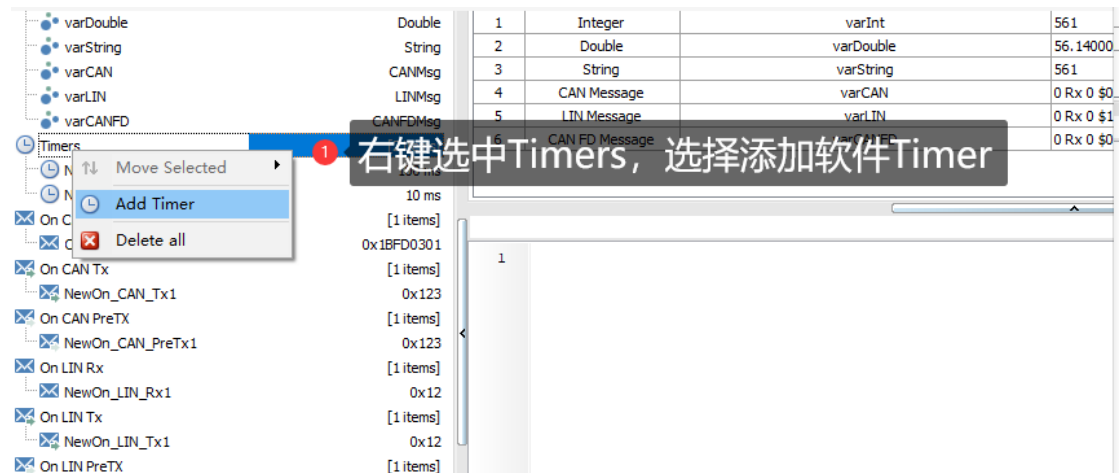 varDouble Double
varString String
varCAN CANMsg
varLIN LINMsg
varCANFD CANFDMsg
Timers
10 ms
On CAN Tx [1 items]
NewOn_CAN_Tx1 0x123
On CAN PreTX [1 items]
NewOn_CAN_PreTx1 0x123
On LIN Rx [1 items]
NewOn_LIN_Rx1 0x12
On LIN Tx [1 items]
NewOn_LIN_Tx1 0x12
On LIN PreTX [1 items]
[1 items]
0x1BFD0301
Move Selected
Add Timer
Delete all
1 右键选中Timers，选择添加软件Timer
1 Integer varInt 561
2 Double varDouble 56.14000
3 String varString 561
4 CAN Message varCAN 0 Rx 0 $0
5 LIN Message varLIN 0 Rx 0 $1
6 CAN FD Message varCANFD 0 Rx 0 $0
1